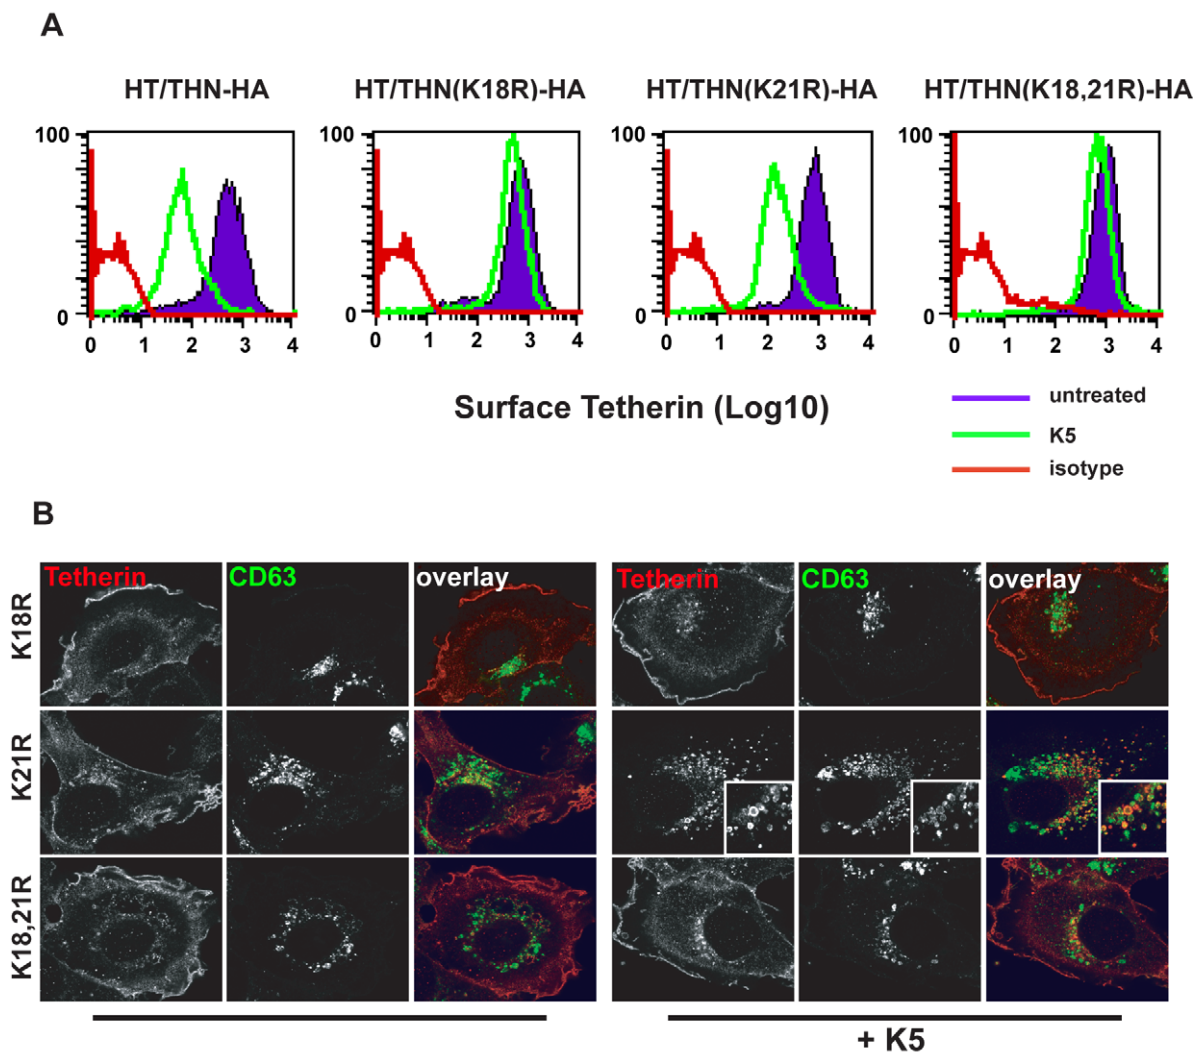 A
HT/THN-HA
HT/THN(K18R)-HA
HT/THN(K21R)-HA
HT/THN(K18,21R)-HA
100
0
0 1 2 3 4
100
0
0 1 2 3 4
100
0
0 1 2 3 4
100
0
0 1 2 3 4
Surface Tetherin (Log10)
untreated
K5
isotype
B
Tetherin CD63 overlay
Tetherin CD63 overlay
K18R
K21R
K18,21R
+ K5